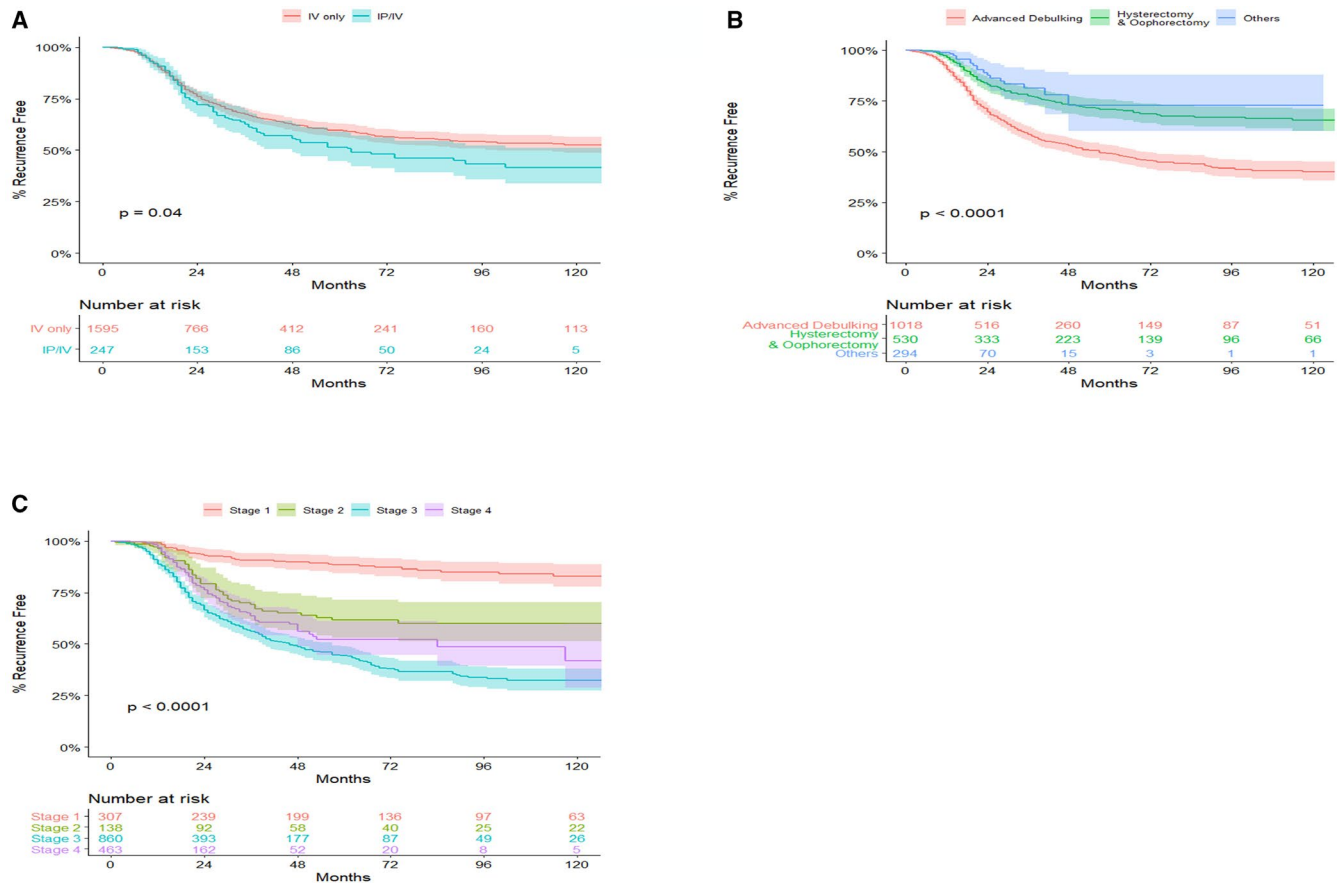 A
IV only IP/IV
100%
75%
50%
25%
0%
% Recurrence Free
p = 0.04
0 24 48 72 96 120
Months
Number at risk
IV only 1595 766 412 241 160 113
IP/IV 247 153 86 50 24 5
0 24 48 72 96 120
Months
B
Advanced Debulking Hysterectomy & Oophorectomy Others
100%
75%
50%
25%
0%
% Recurrence Free
p < 0.0001
0 24 48 72 96 120
Months
Number at risk
Advanced Debulking 1018 516 260 149 87 51
Hysterectomy
& Oophorectomy 530 333 223 139 96 66
Others 294 70 15 3 1 1
0 24 48 72 96 120
Months
C
Stage 1 Stage 2 Stage 3 Stage 4
100%
75%
50%
25%
0%
% Recurrence Free
p < 0.0001
0 24 48 72 96 120
Months
Number at risk
Stage 1 307 239 199 136 97 63
Stage 2 138 92 58 40 25 22
Stage 3 860 393 177 87 49 26
Stage 4 463 162 52 20 8 5
0 24 48 72 96 120
Months